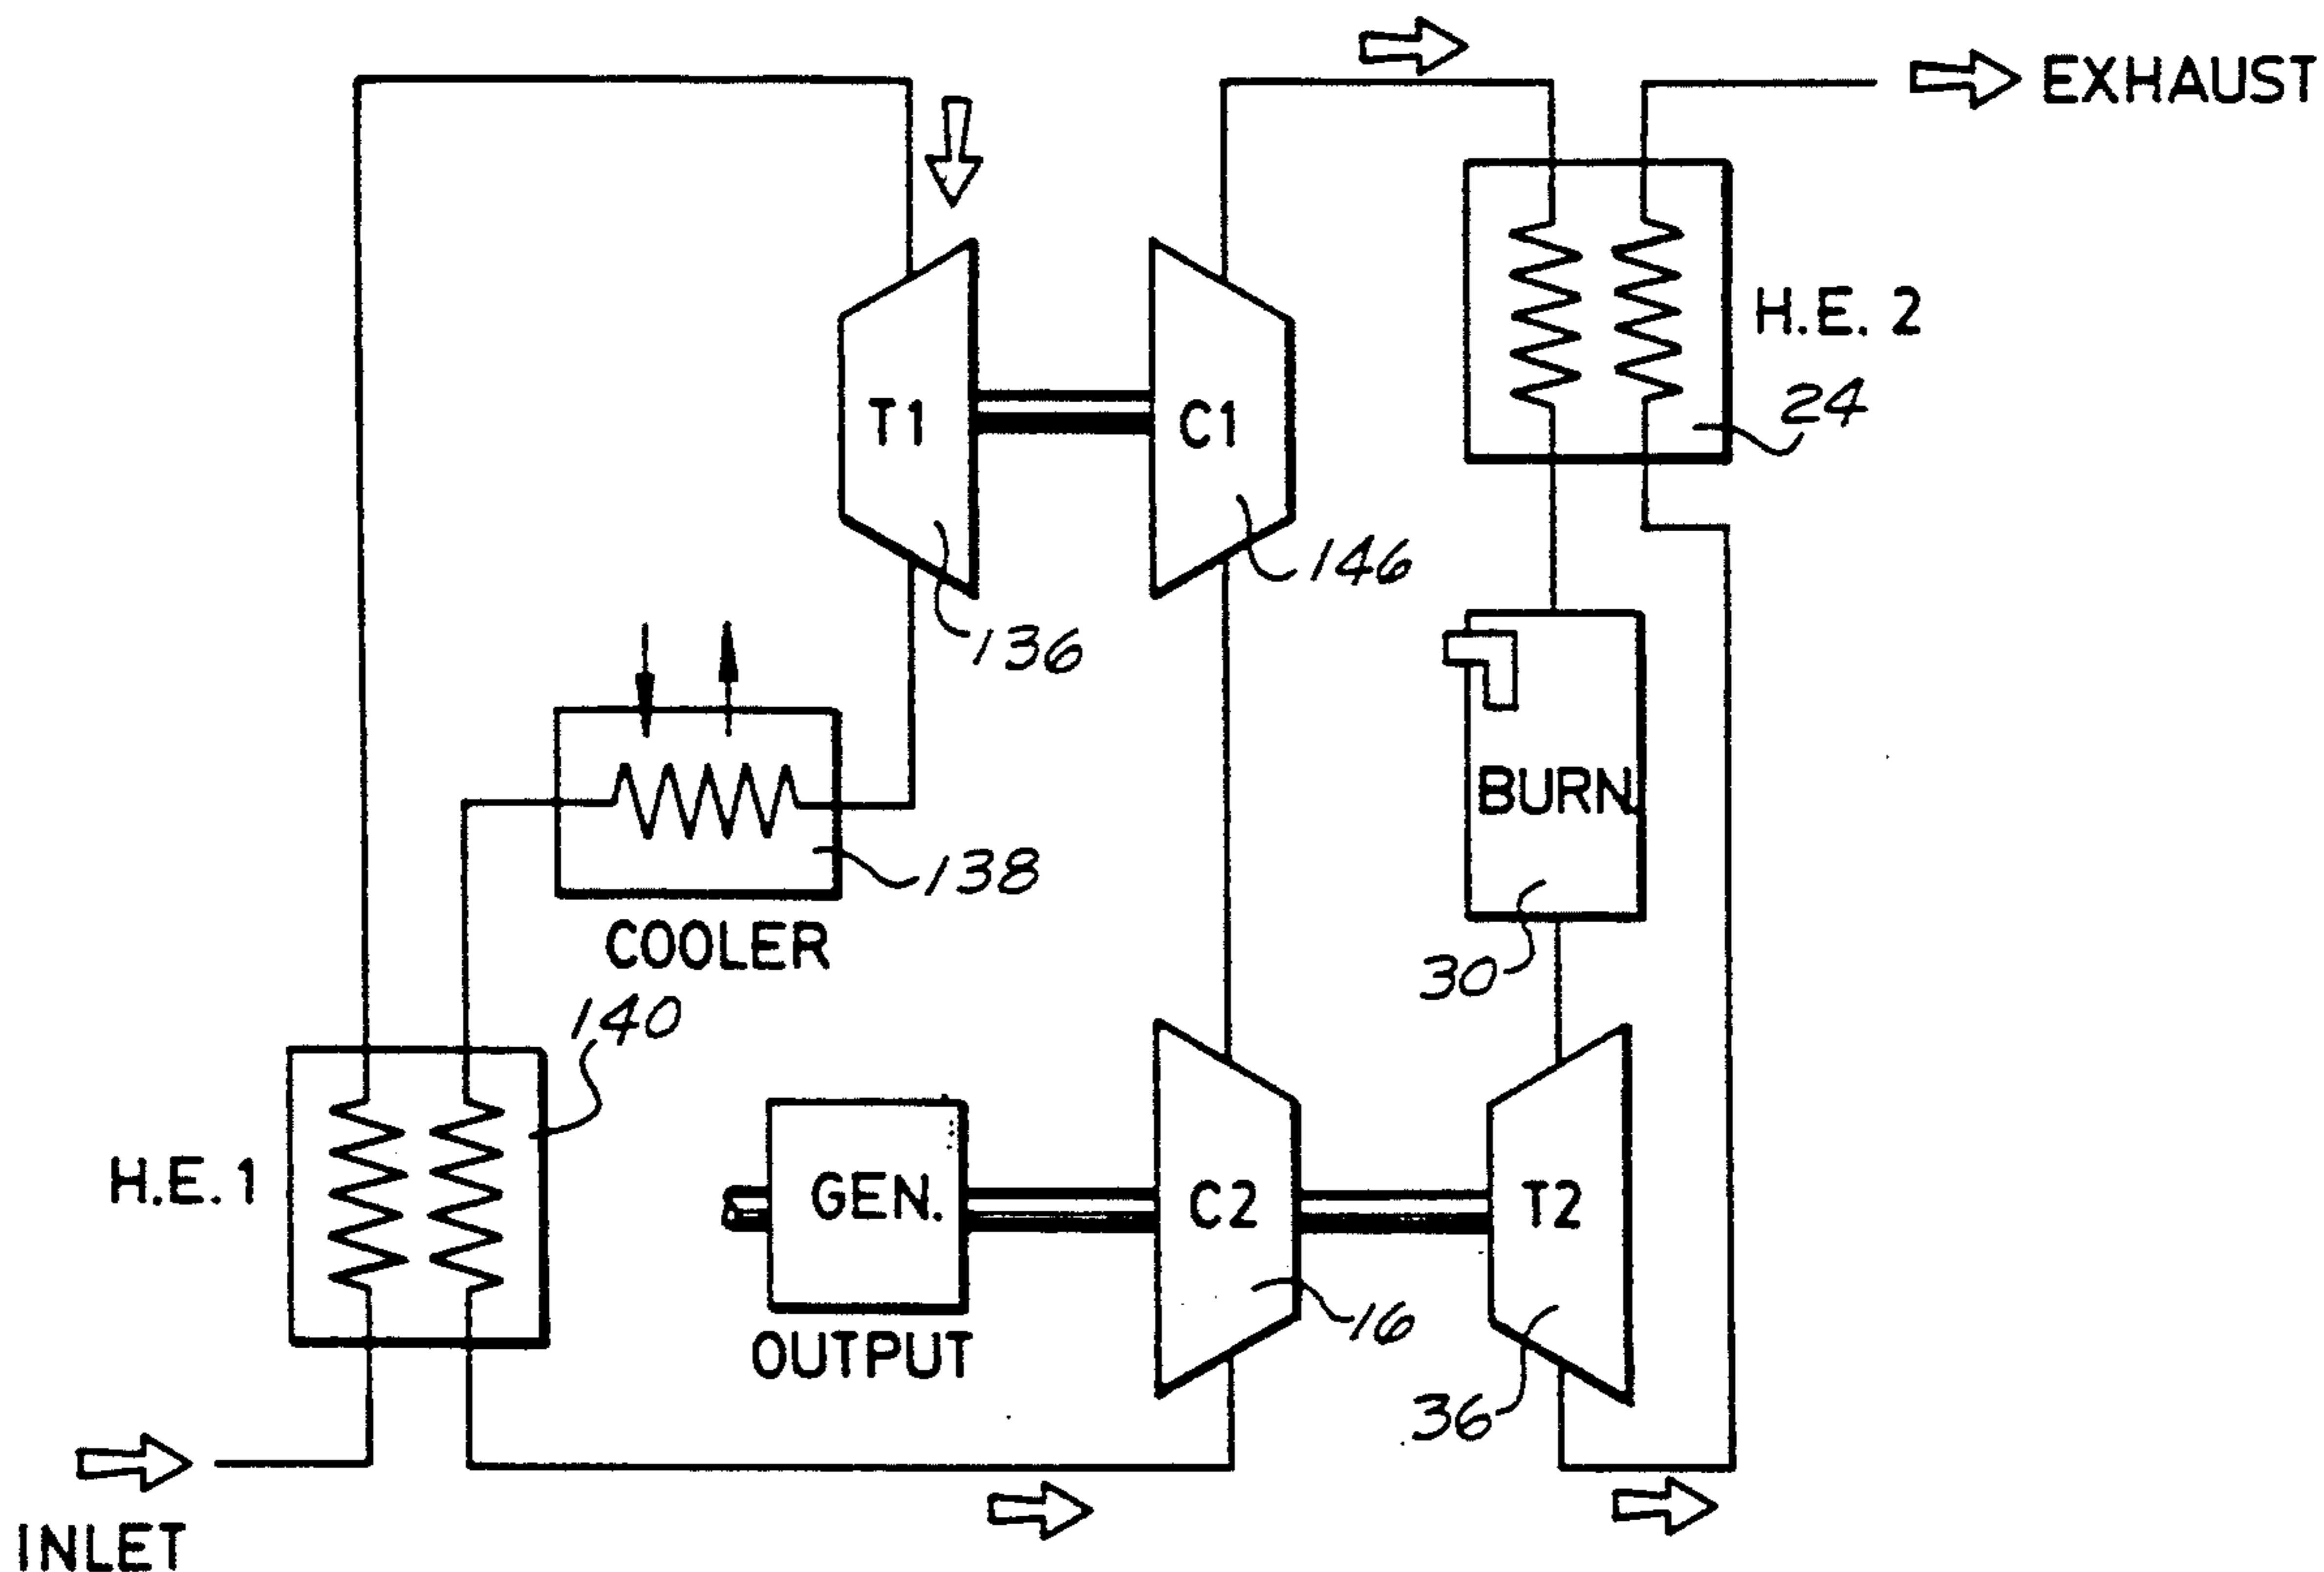 EXHAUST
H.E. 2
24
T1
C1
146
136
BURN
138
COOLER
30
140
H.E. 1
GEN.
C2
T2
16
OUTPUT
36
INLET